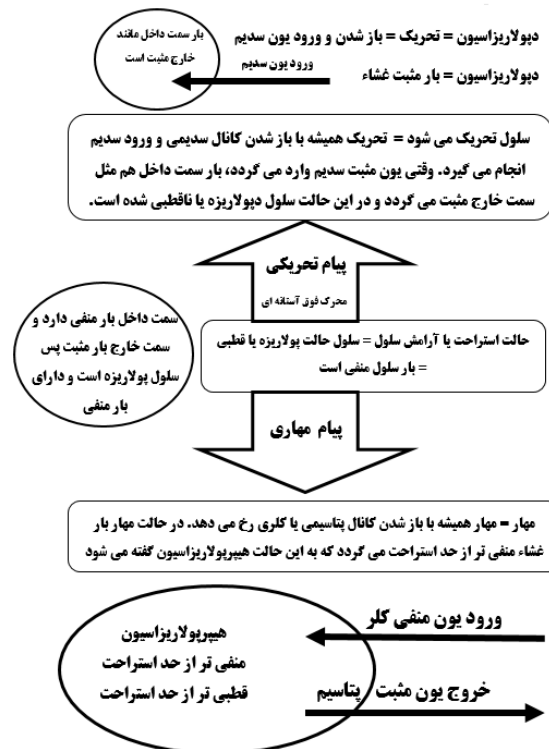 دپولاریزاسیون = تحریک = باز شدن و ورود یون سدیم
ورود یون سدیم
دپولاریزاسیون = بار مثبت غشاء
بار سمت داخل مانند
خارج مثبت است
سلول تحریک می شود = تحریک همیشه با باز شدن کانال سدیمی و ورود سدیم
انجام می گیرد. وقتی یون مثبت سدیم وارد می گردد، بار سمت داخل هم مثل
سمت خارج مثبت می گردد و در این حالت سلول دپولاریزه یا ناقطبی شده است.
پیام تحریکی
محرک فوق آستانه ای
حالت استراحت یا آرامش سلول = سلول حالت پولاریزه یا قطبی
= بار سلول منفی است
سمت داخل بار منفی دارد و
سمت خارج بار مثبت پس
سلول پولاریزه است و دارای
بار منفی
پیام مهاری
مهار = مهار همیشه با باز شدن کانال پتاسیمی یا کلری رخ می دهد. در حالت مهار بار
غشاء منفی تر از حد استراحت می گردد که به این حالت هیپرپولاریزاسیون گفته می شود
ورود یون منفی کلر
هیپرپولاریزاسیون
منفی تر از حد استراحت
قطبی تر از حد استراحت
خروج یون مثبت پتاسیم